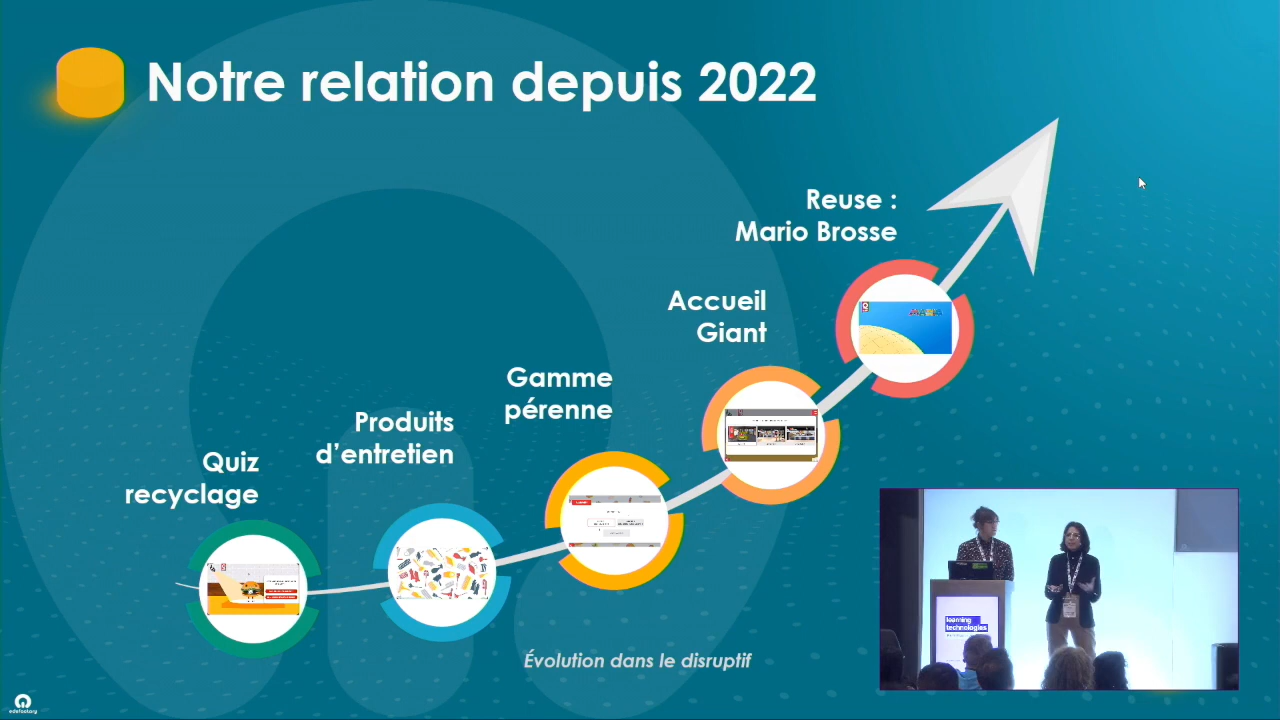 Notre relation depuis 2022
Reuse :
Mario Brosse
Accueil
Giant
Gamme
pérenne
Produits
d'entretien
Quiz
recyclage
Évolution dans le disruptif
learning
technologies
edofactory